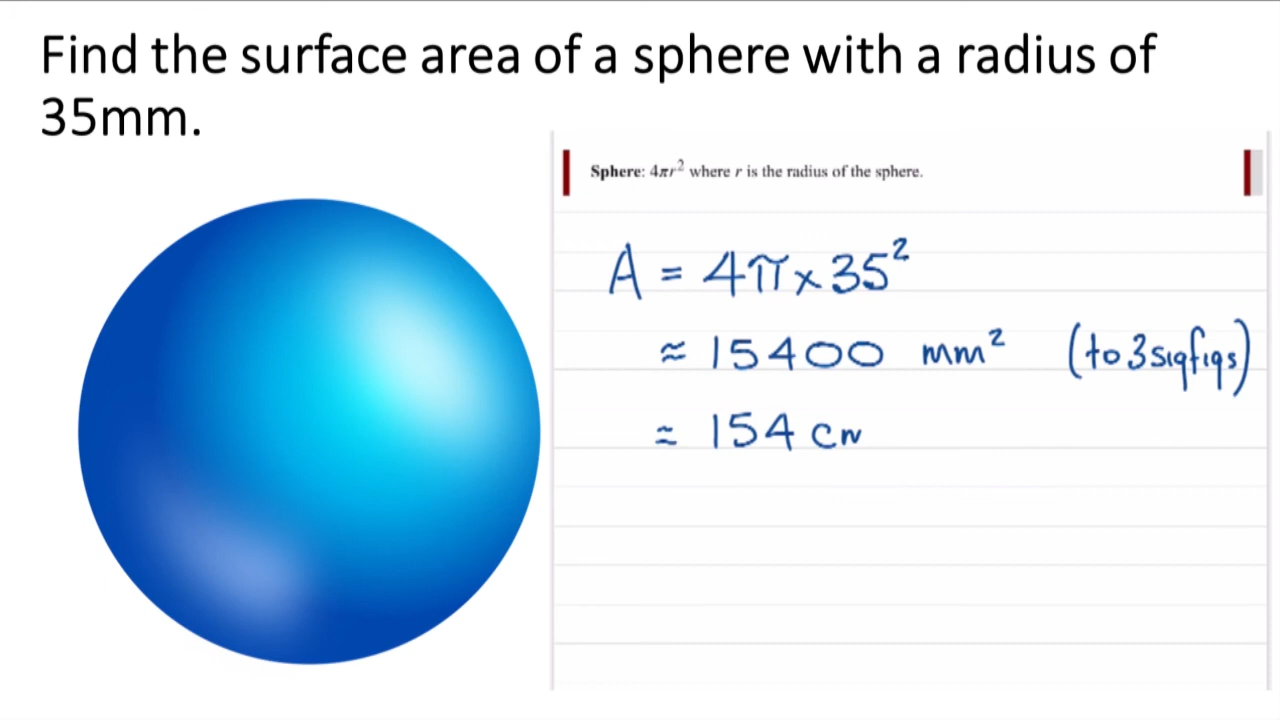 Find the surface area of a sphere with a radius of
35mm.
Sphere: 4πr² where r is the radius of the sphere.
A = 4π × 35²
≈ 15400 mm² (to 3 sig figs)
≈ 154 cm